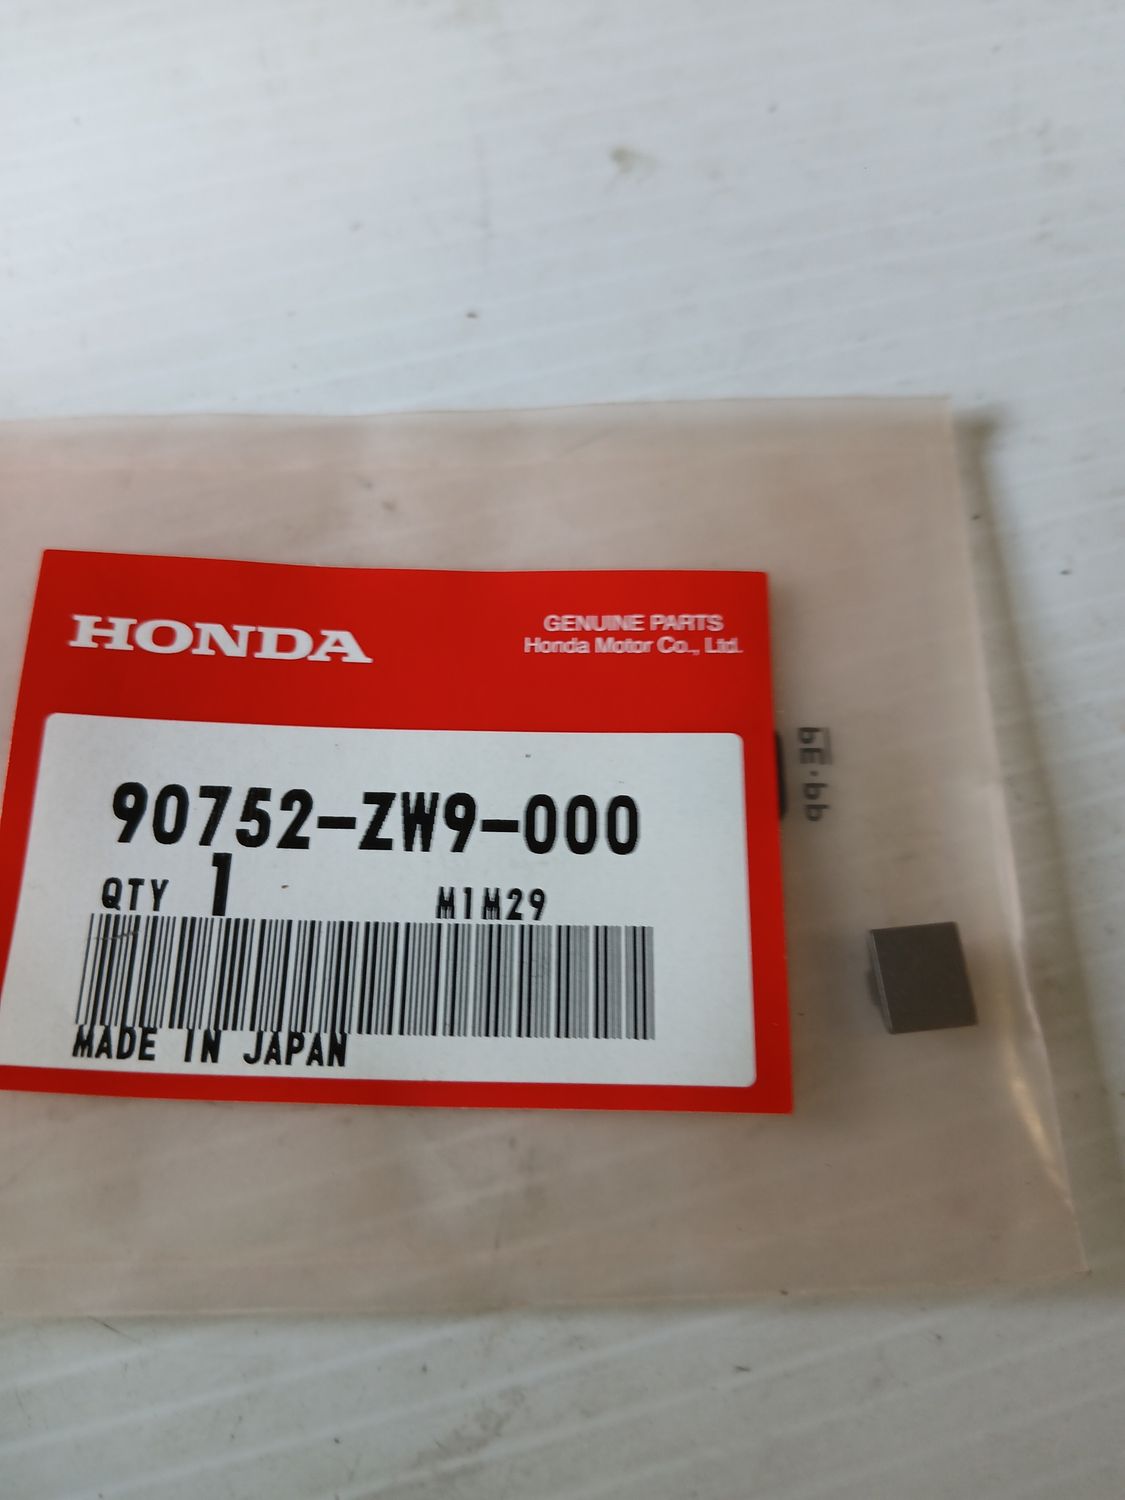 HONDA
GENUINE PARTS
Honda Motor Co., Ltd.
90752-ZW9-000
QTY 1 M1M29
MADE IN JAPAN